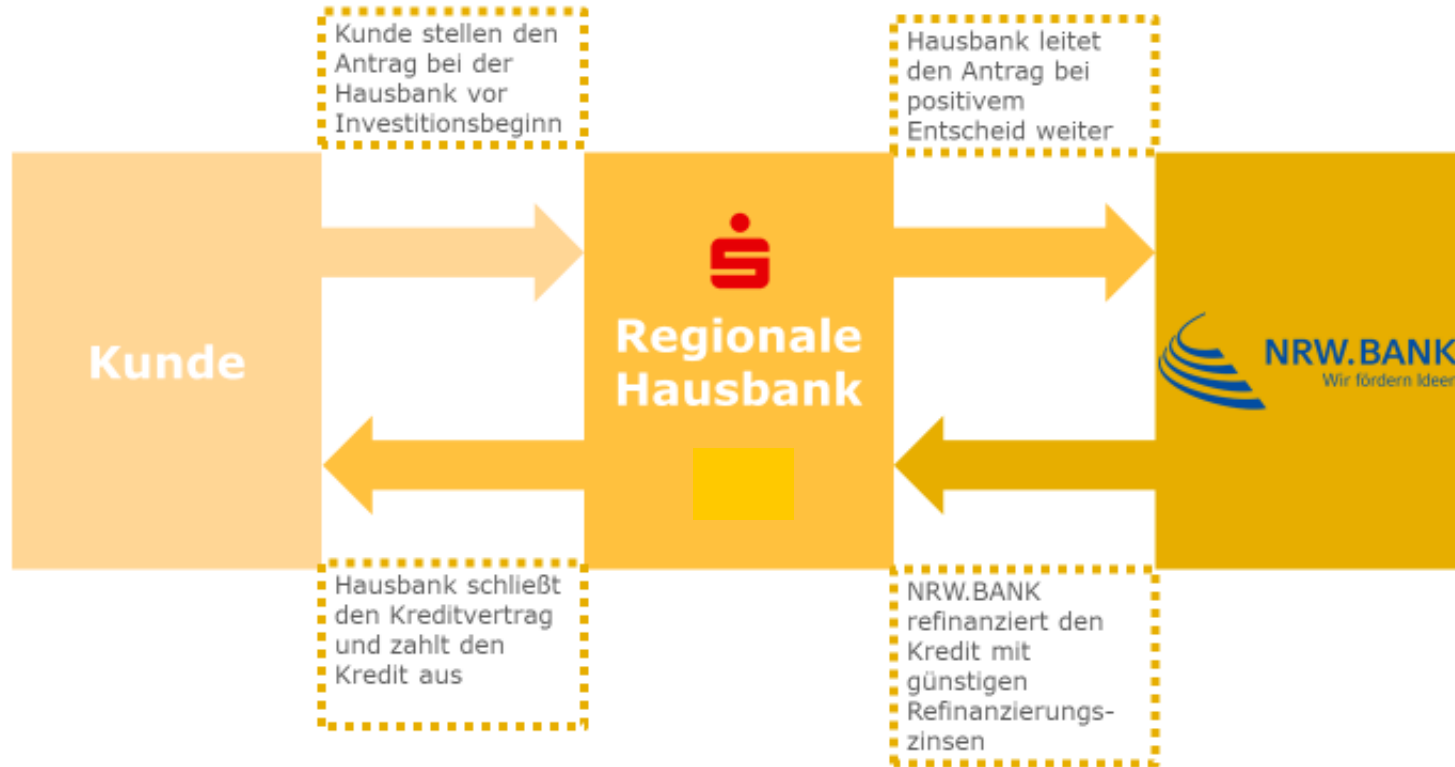 Kunde stellen den
Antrag bei der
Hausbank vor
Investitionsbeginn
Hausbank leitet
den Antrag bei
positivem
Entscheid weiter
Kunde
Regionale
Hausbank
NRW.BANK
Wir fördern Ideen
Hausbank schließt
den Kreditvertrag
und zahlt den
Kredit aus
NRW.BANK
refinanziert den
Kredit mit
günstigen
Refinanzierungs-
zinsen